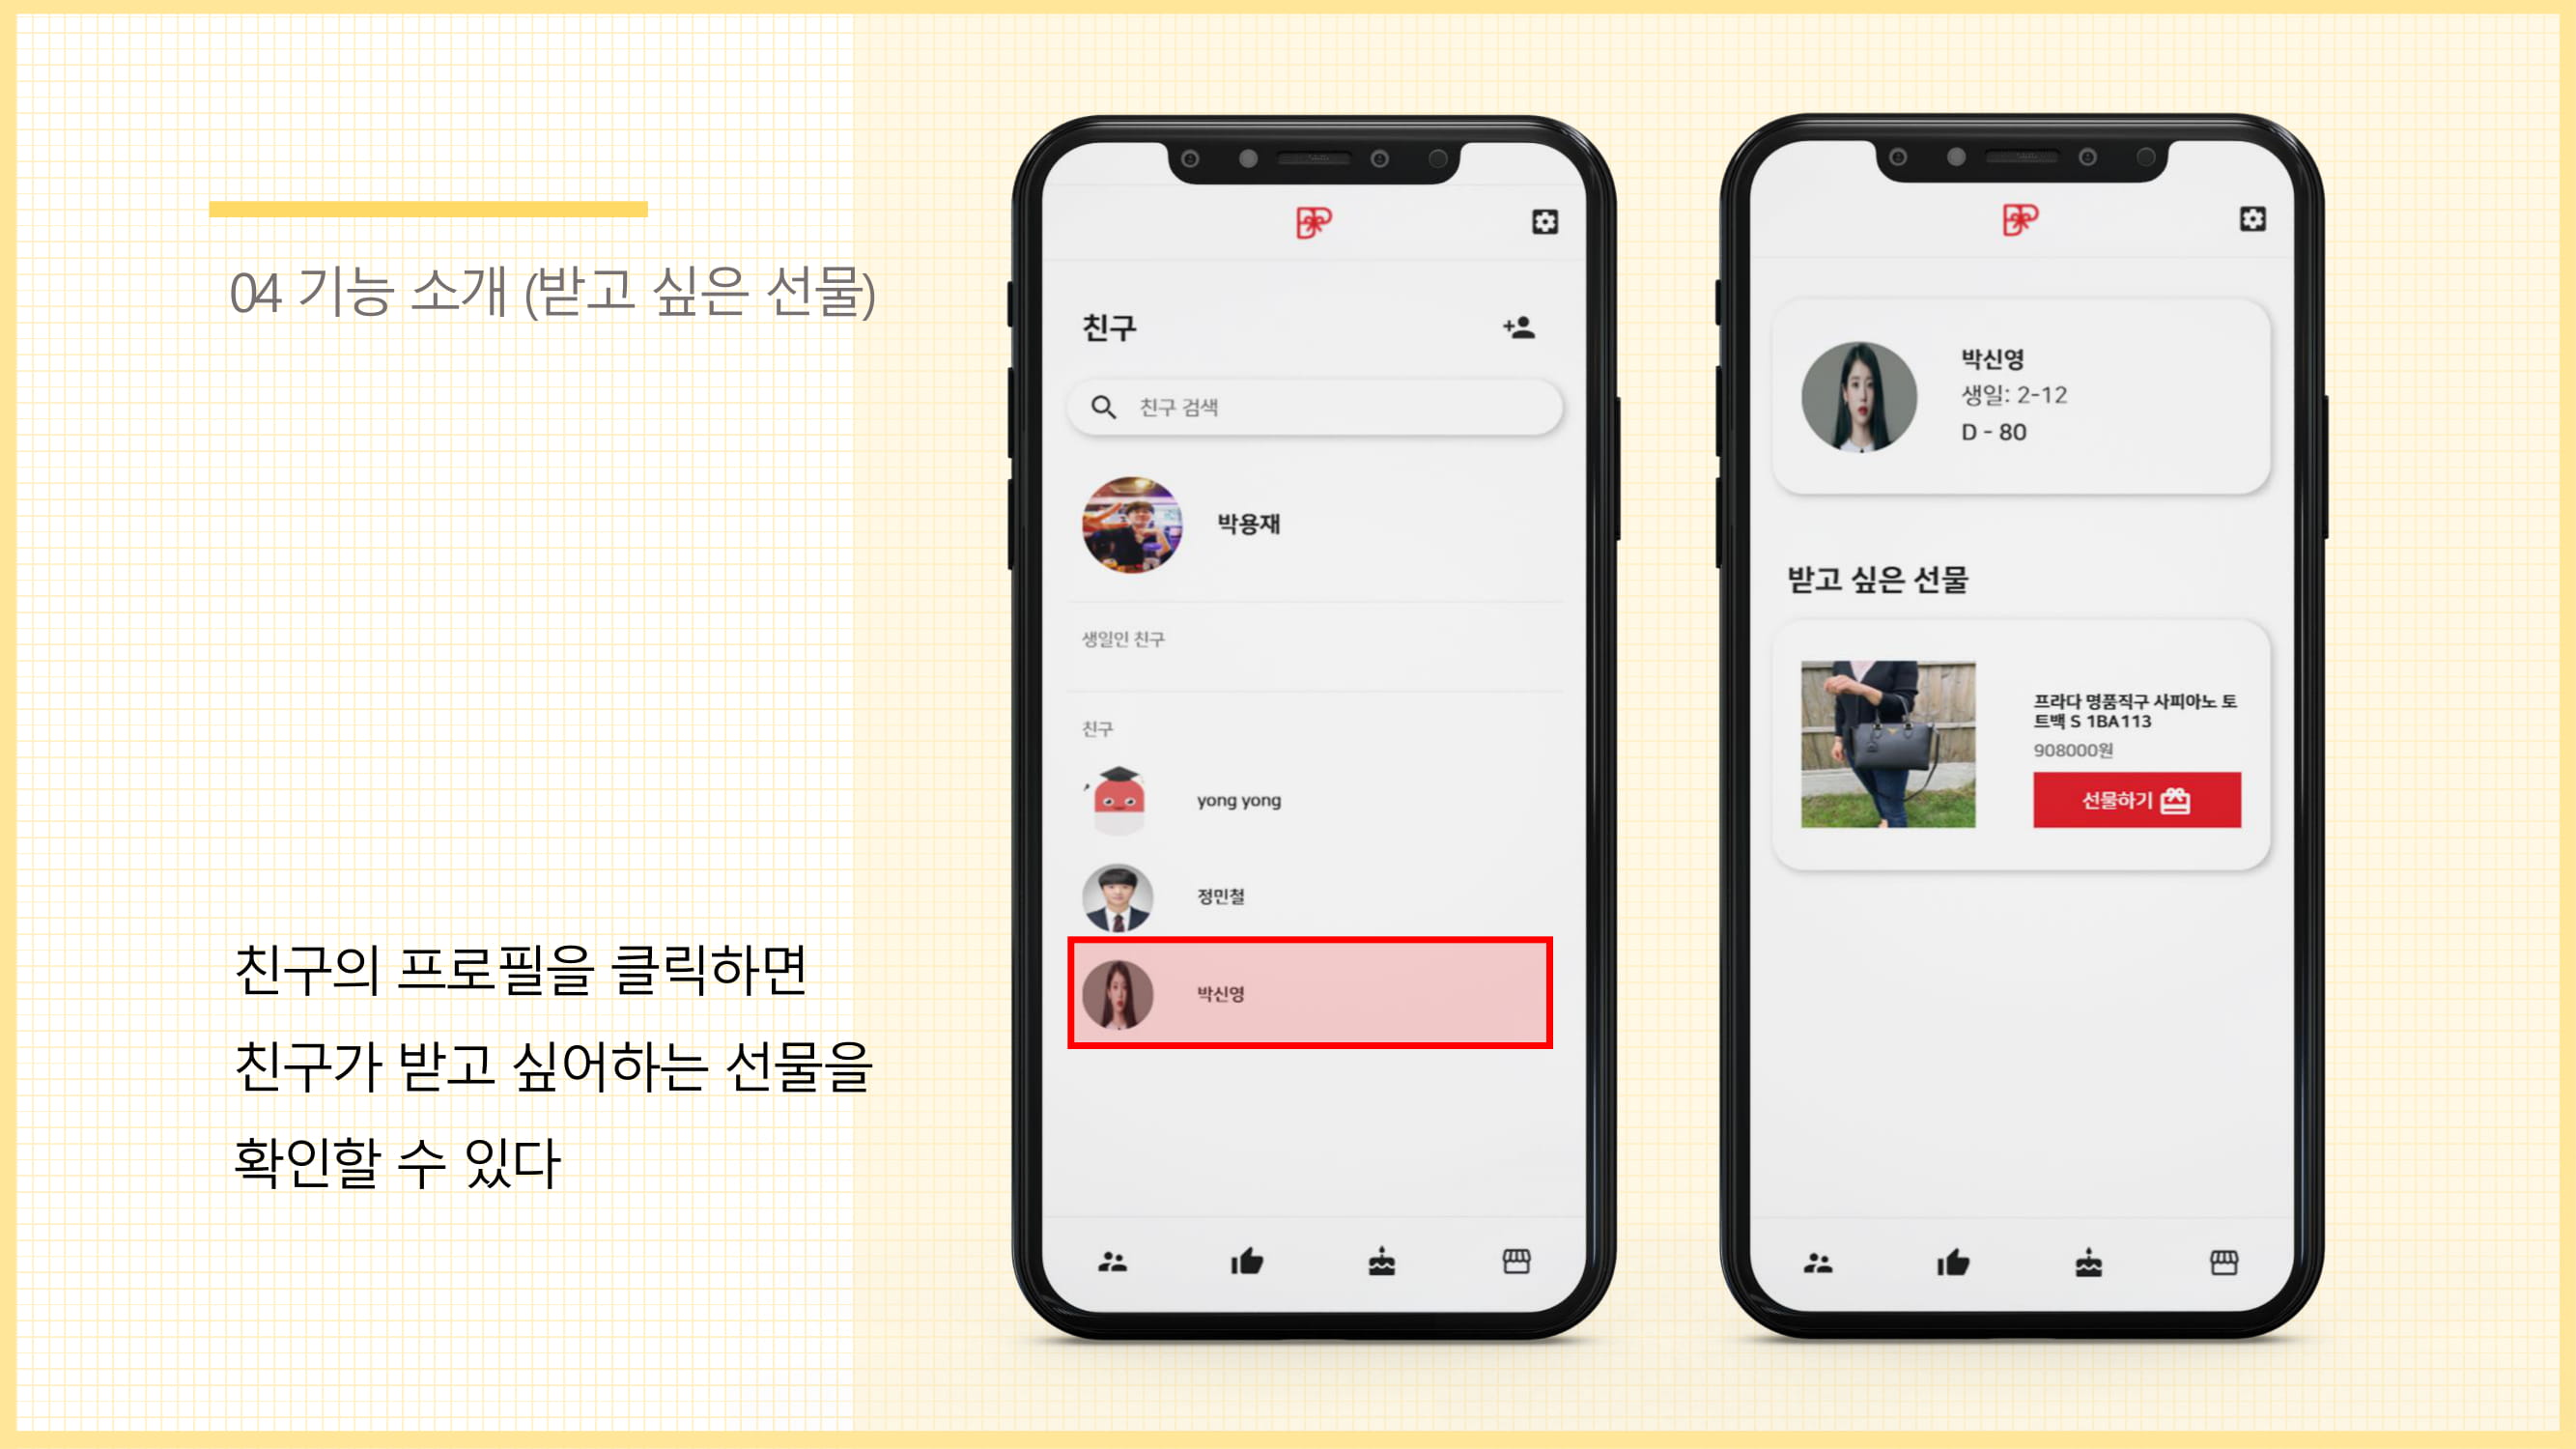 04 기능 소개 (받고 싶은 선물)
친구의 프로필을 클릭하면
친구가 받고 싶어하는 선물을
확인할 수 있다
친구
친구 검색
박용재
생일인 친구
친구
yong yong
정민철
박신영
박신영
생일: 2-12
D - 80
받고 싶은 선물
프라다 명품직구 사피아노 토
트백 S 1BA113
908000원
선물하기